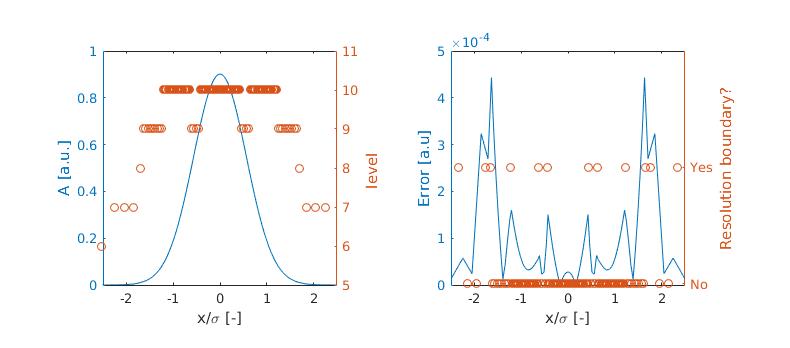 1
0.8
0.6
0.4
0.2
0
A [a.u.]
-2 -1 0 1 2
x/σ [-]
11
10
9
8
7
6
5
level
×10⁻⁴
5
4
3
2
1
0
Error [a.u]
-2 -1 0 1 2
x/σ [-]
Yes
No
Resolution boundary?